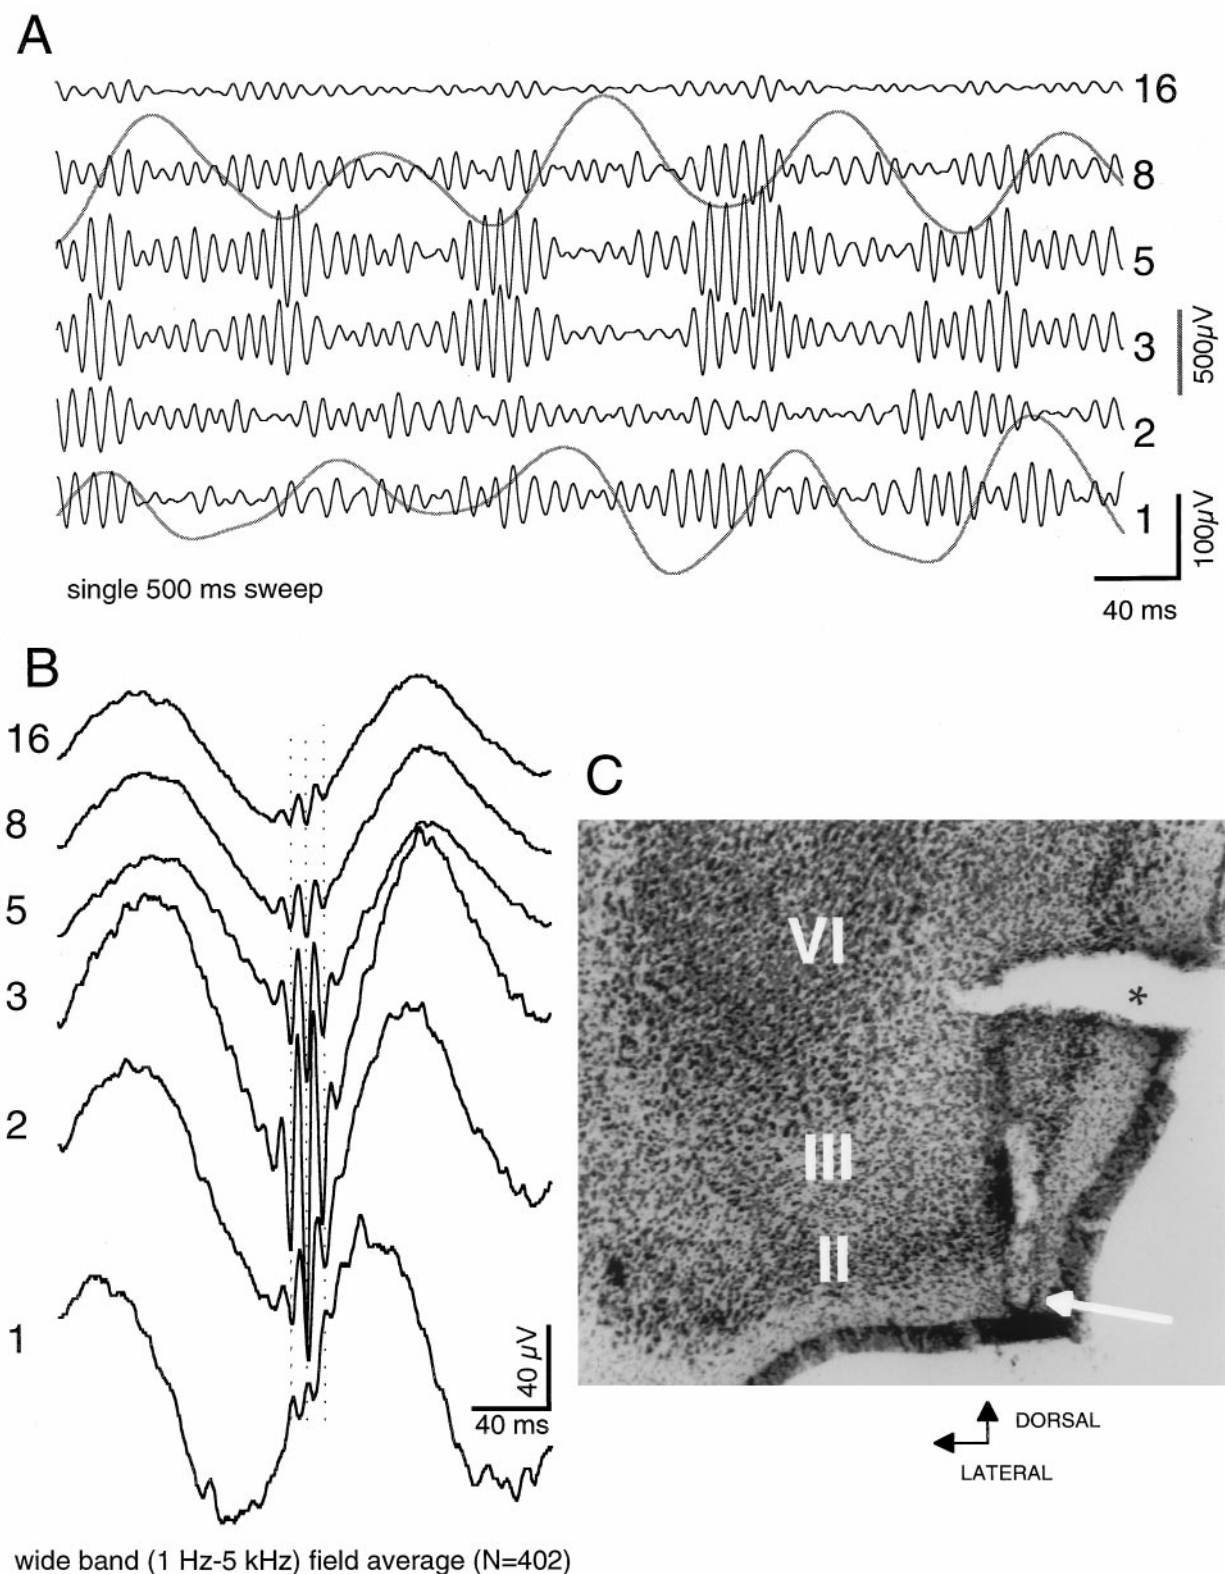 A
16
8
5
3
500µV
2
1
100µV
single 500 ms sweep
40 ms
B
16
8
5
3
2
1
40 µV
40 ms
wide band (1 Hz-5 kHz) field average (N=402)
C
VI
*
III
II
DORSAL
LATERAL